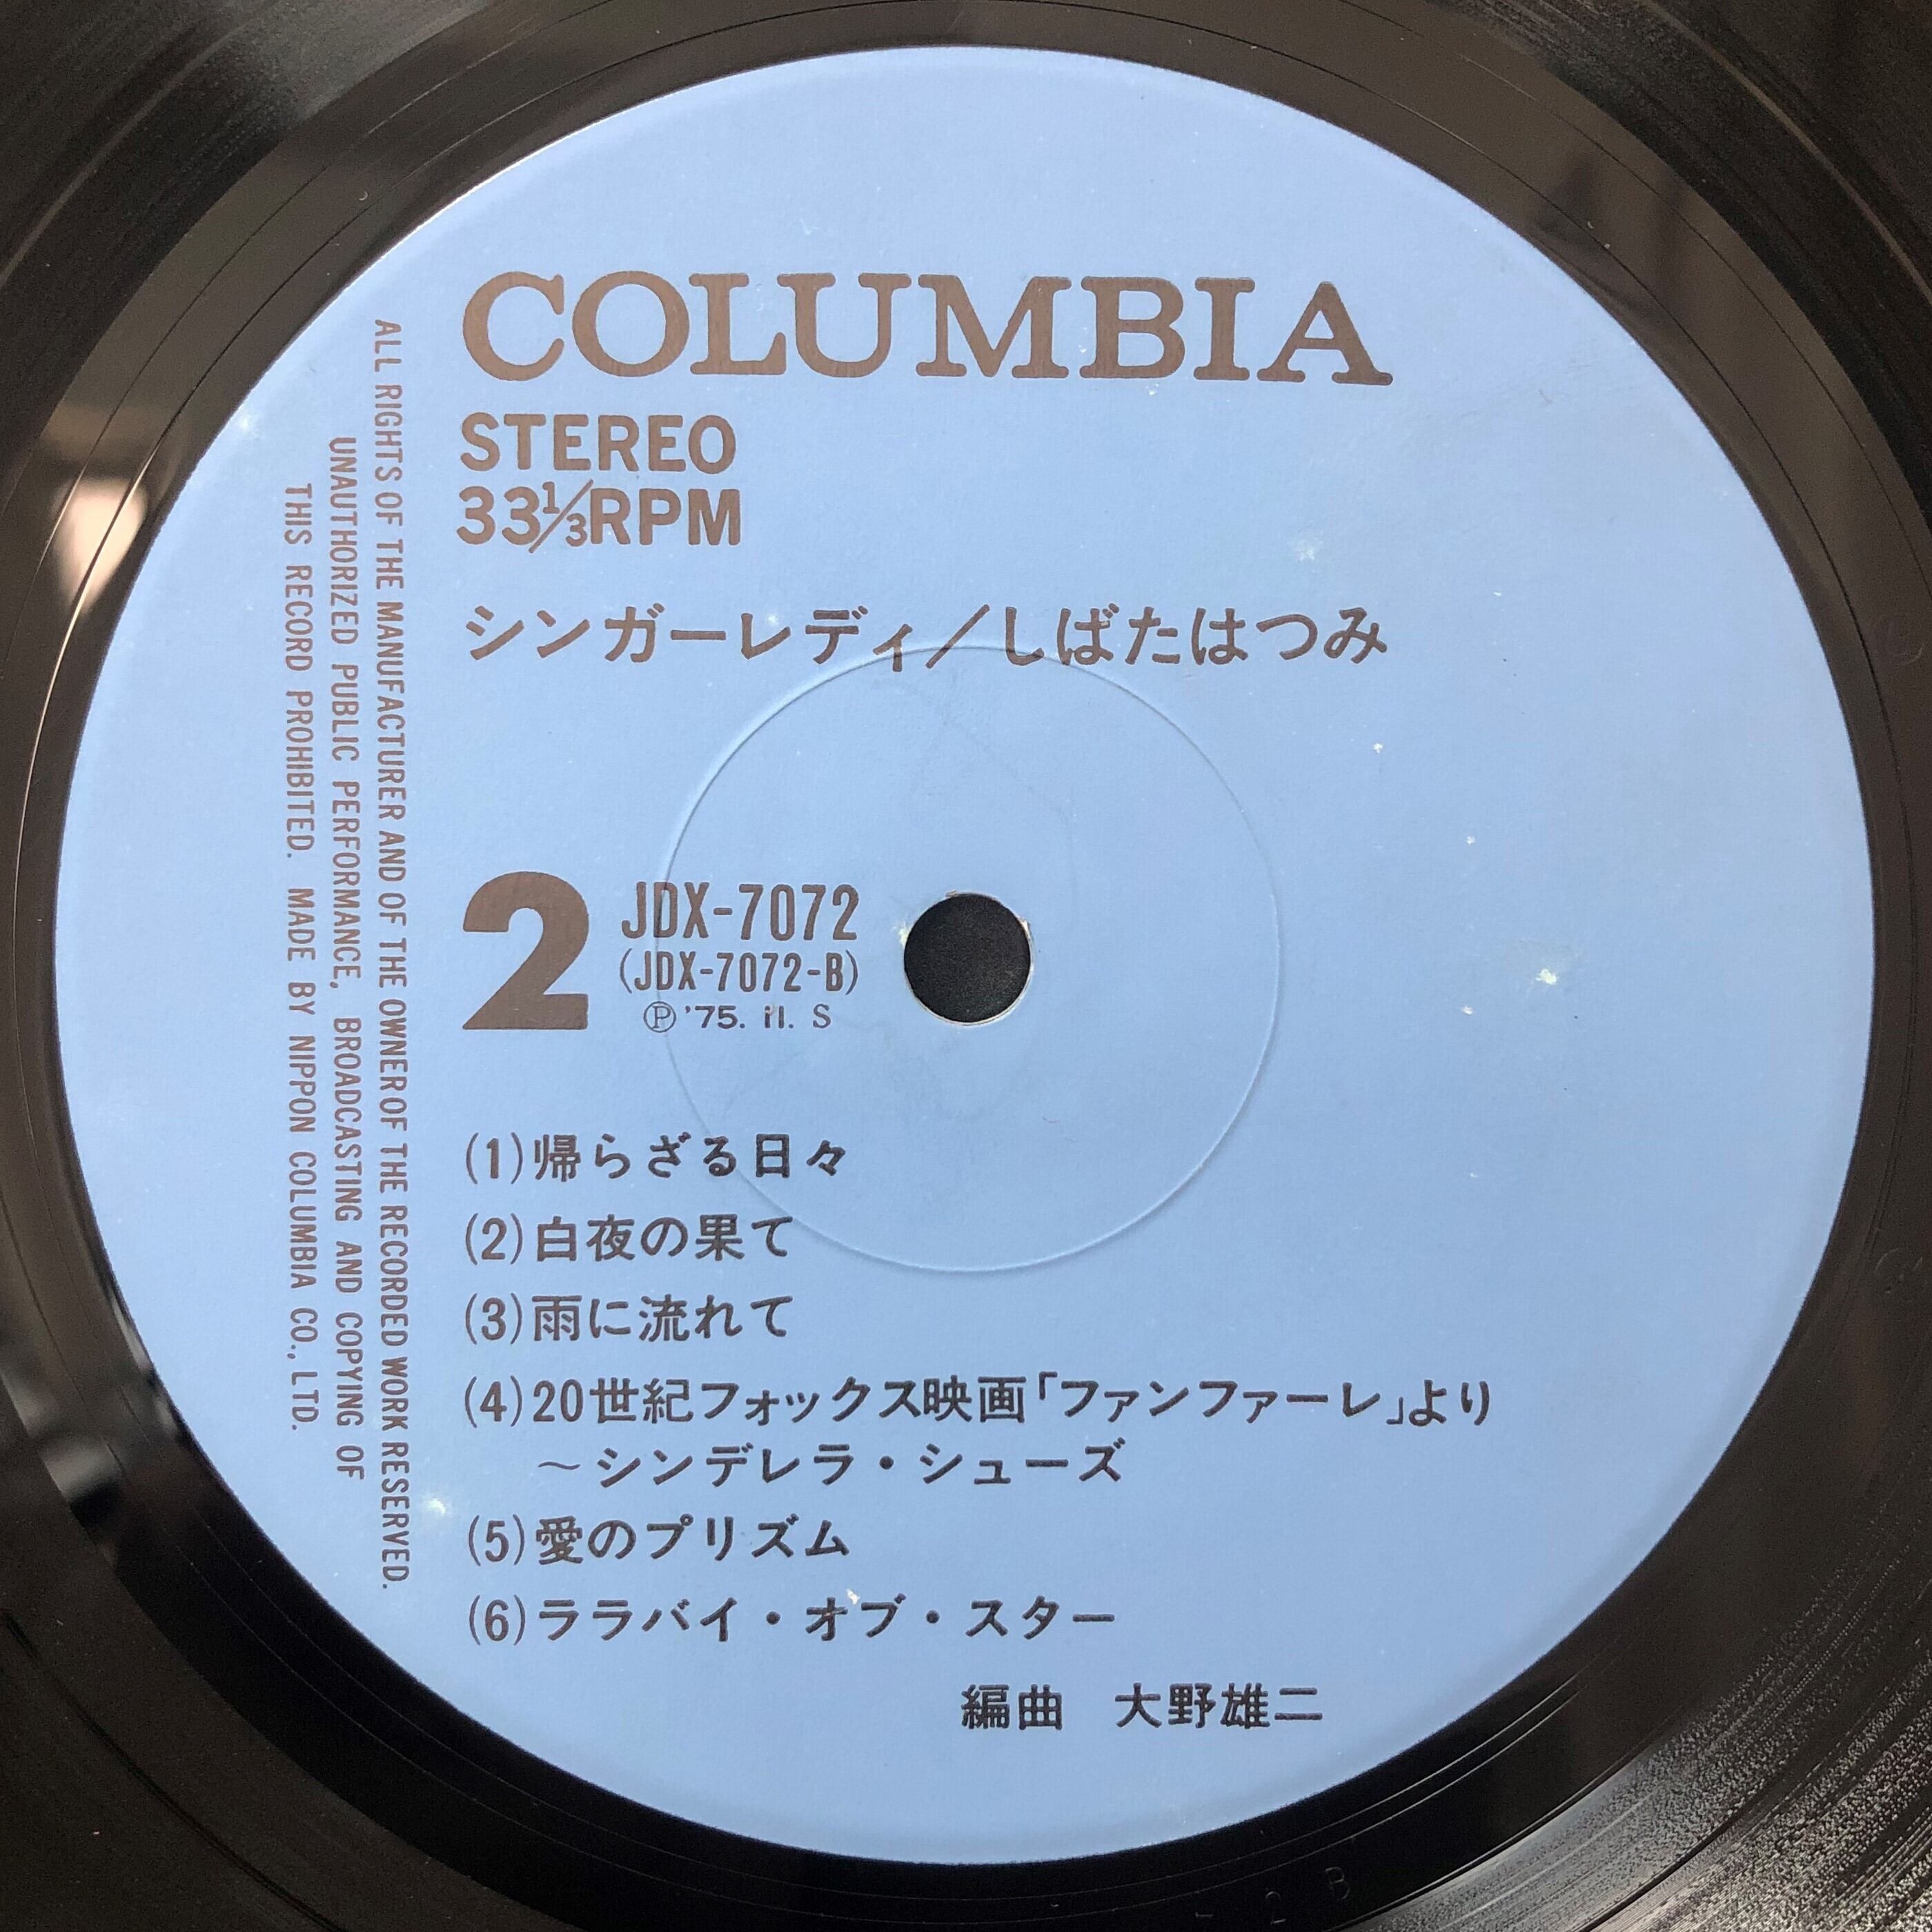 COLUMBIA
STEREO
33⅓RPM
シンガーレディ／しばたはつみ
2
JDX-7072
(JDX-7072-B)
Ⓟ'75. 11. S
(1)帰らざる日々
(2)白夜の果て
(3)雨に流れて
(4)20世紀フォックス映画「ファンファーレ」より
～シンデレラ・シューズ
(5)愛のプリズム
(6)ララバイ・オブ・スター
編曲　大野雄二
ALL RIGHTS OF THE MANUFACTURER AND OF THE OWNER OF THE RECORDED WORK RESERVED.
UNAUTHORIZED PUBLIC PERFORMANCE, BROADCASTING AND COPYING OF
THIS RECORD PROHIBITED. MADE BY NIPPON COLUMBIA CO., LTD.